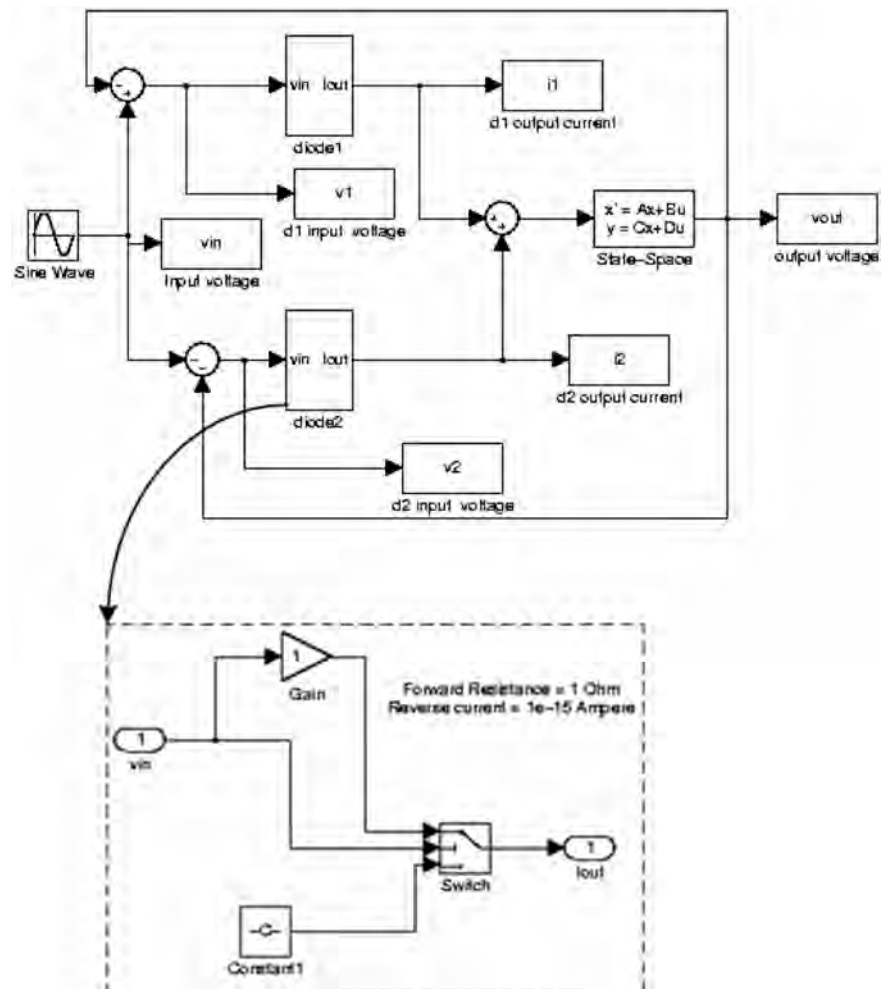 vin Iout
diode1
i1
d1 output current
v1
d1 input voltage
Sine Wave
vin
Input voltage
x' = Ax+Bu
y = Cx+Du
State-Space
vout
output voltage
vin Iout
diode2
i2
d2 output current
v2
d2 input voltage
1
Gain
Forward Resistance = 1 Ohm
Reverse current = 1e-15 Ampere
1
vin
Switch
1
Iout
-C-
Constant1